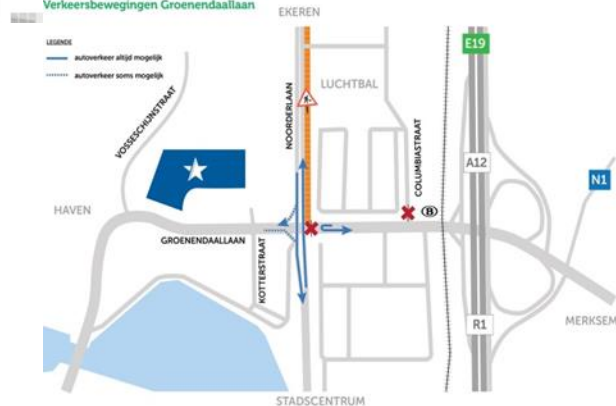 Verkeersbewegingen Groenendaallaan
EKEREN
LEGENDE
autoverkeer altijd mogelijk
autoverkeer soms mogelijk
E19
LUCHTBAL
VOSSESCHIJNSTRAAT
NOORDERLAAN
COLUMBIASTRAAT
A12
N1
HAVEN
B
GROENENDAALLAAN
KOTTERSTRAAT
R1
MERKSEM
STADSCENTRUM